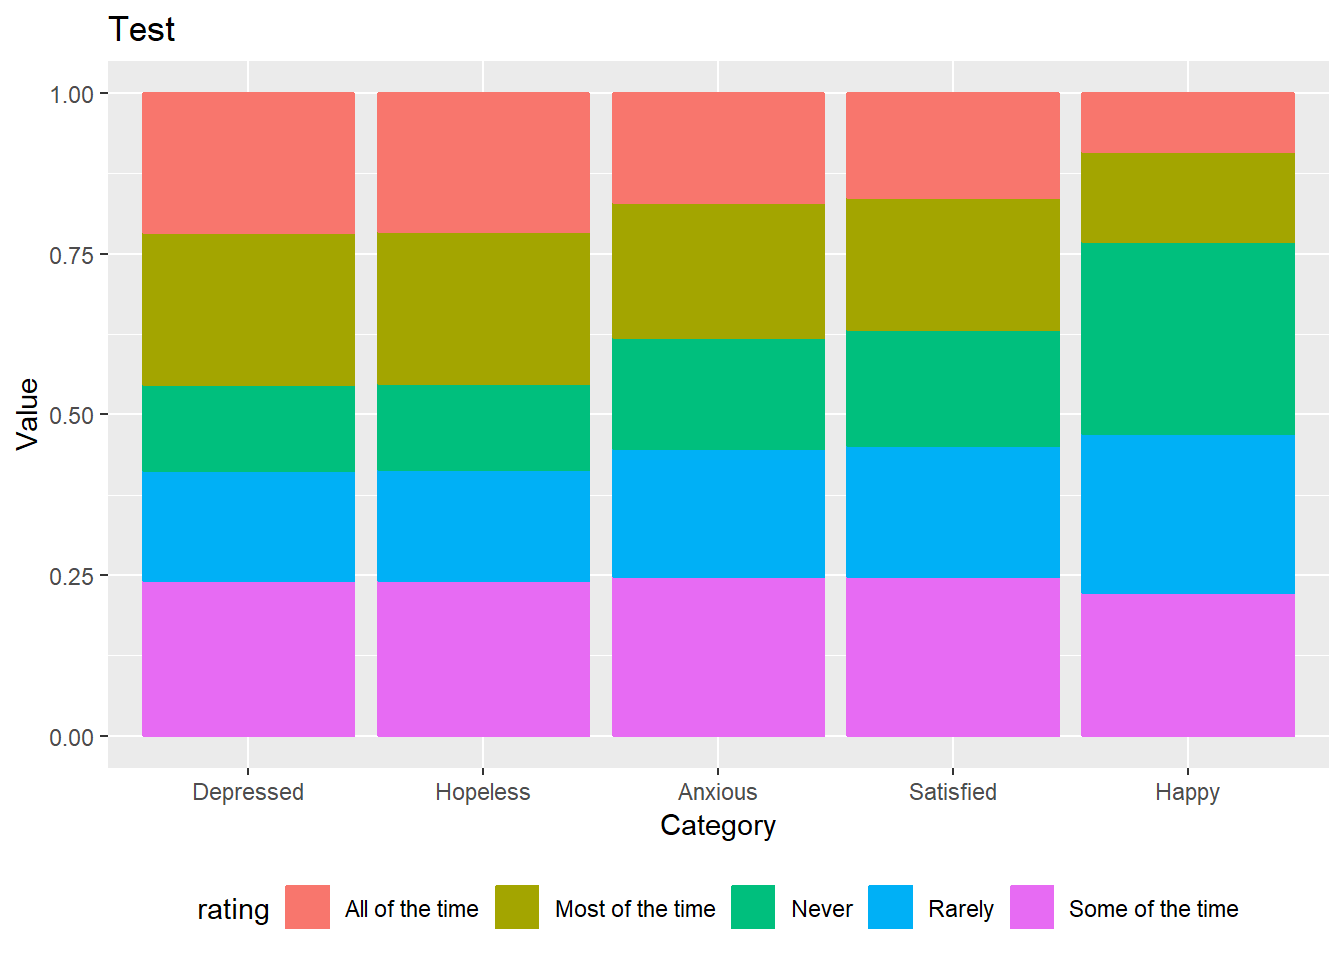 Test
1.00
0.75
0.50
0.25
0.00
Value
Depressed Hopeless Anxious Satisfied Happy
Category
rating All of the time Most of the time Never Rarely Some of the time